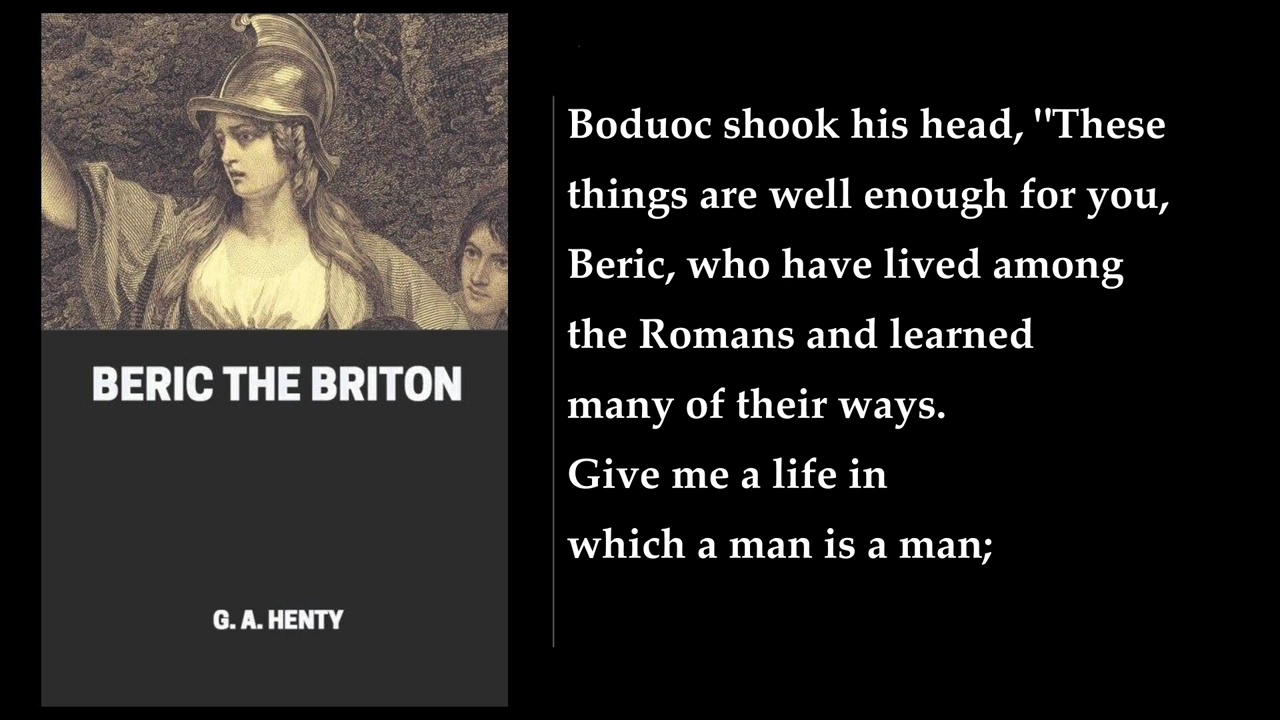 BERIC THE BRITON
G. A. HENTY
Boduoc shook his head, "These
things are well enough for you,
Beric, who have lived among
the Romans and learned
many of their ways.
Give me a life in
which a man is a man;